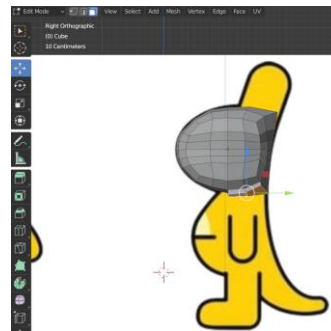 Edit Mode View Select Add Mesh Vertex Edge Face UV
Right Orthographic
(0) Cube
10 Centimeters